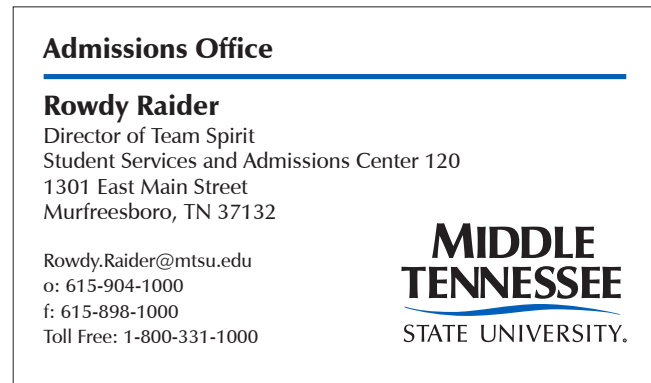 Admissions Office
Rowdy Raider
Director of Team Spirit
Student Services and Admissions Center 120
1301 East Main Street
Murfreesboro, TN 37132
Rowdy.Raider@mtsu.edu
o: 615-904-1000
f: 615-898-1000
Toll Free: 1-800-331-1000
MIDDLE
TENNESSEE
STATE UNIVERSITY®